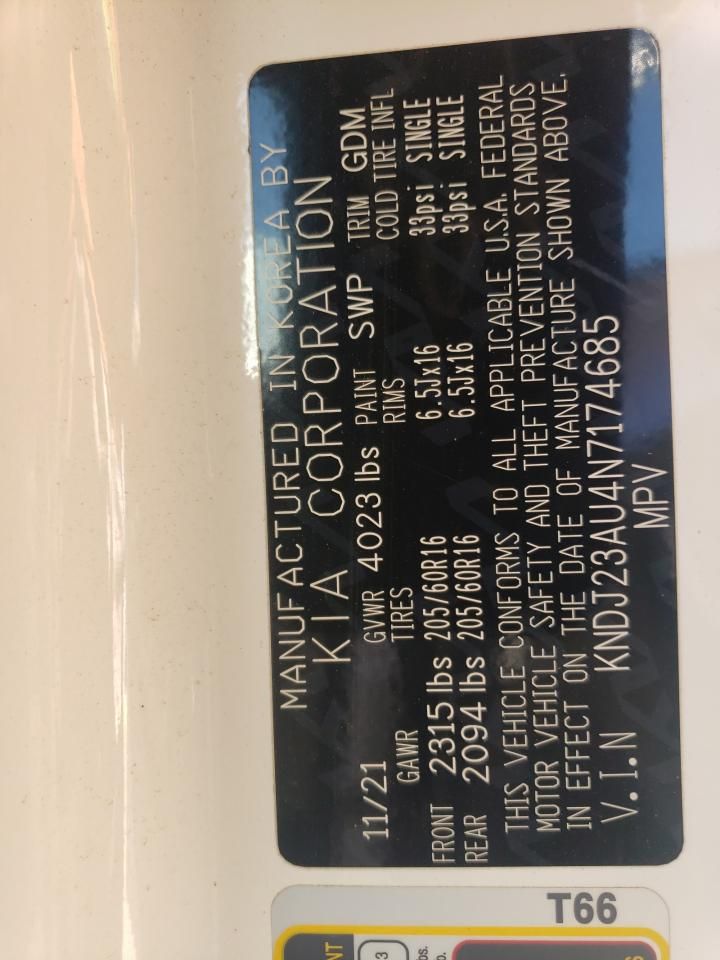 MANUFACTURED IN KOREA BY
KIA CORPORATION
11/21 GVWR 4023 lbs PAINT SWP TRIM GDM
GAWR TIRES RIMS COLD TIRE INFL
FRONT 2315 lbs 205/60R16 6.5Jx16 33psi SINGLE
REAR 2094 lbs 205/60R16 6.5Jx16 33psi SINGLE
THIS VEHICLE CONFORMS TO ALL APPLICABLE U.S.A. FEDERAL
MOTOR VEHICLE SAFETY AND THEFT PREVENTION STANDARDS
IN EFFECT ON THE DATE OF MANUFACTURE SHOWN ABOVE.
V.I.N KNDJ23AU4N7174685
MPV
T66